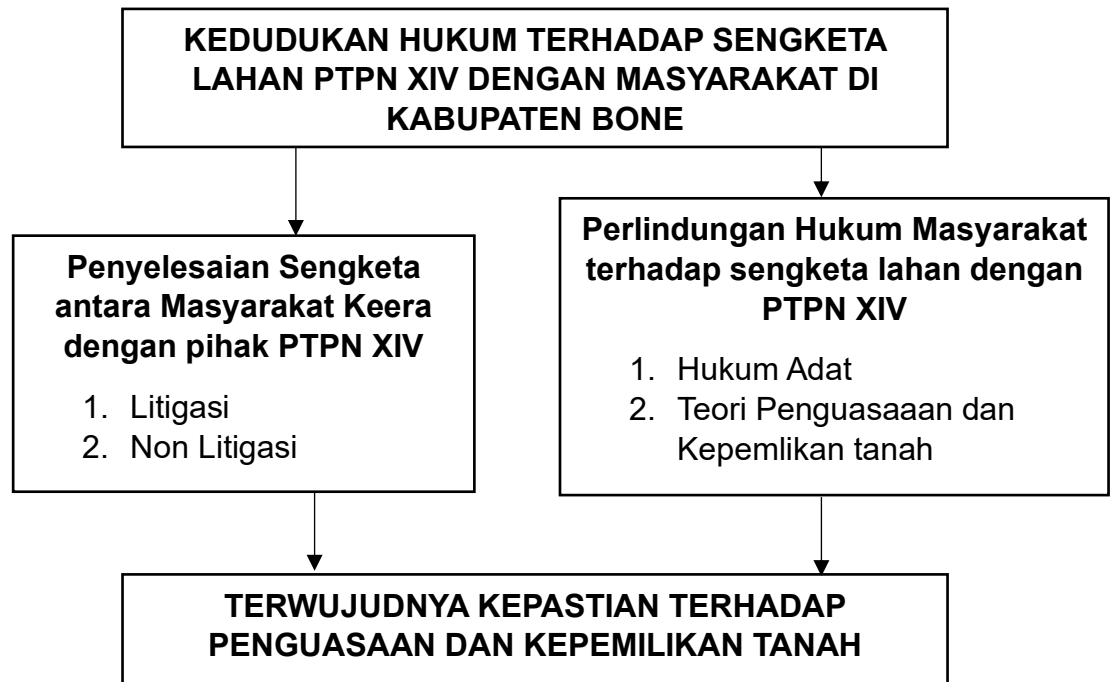 KEDUDUKAN HUKUM TERHADAP SENGKETA
LAHAN PTPN XIV DENGAN MASYARAKAT DI
KABUPATEN BONE
Penyelesaian Sengketa
antara Masyarakat Keera
dengan pihak PTPN XIV
1. Litigasi
2. Non Litigasi
Perlindungan Hukum Masyarakat
terhadap sengketa lahan dengan
PTPN XIV
1. Hukum Adat
2. Teori Penguasaaan dan
Kepemlikan tanah
TERWUJUDNYA KEPASTIAN TERHADAP
PENGUASAAN DAN KEPEMILIKAN TANAH